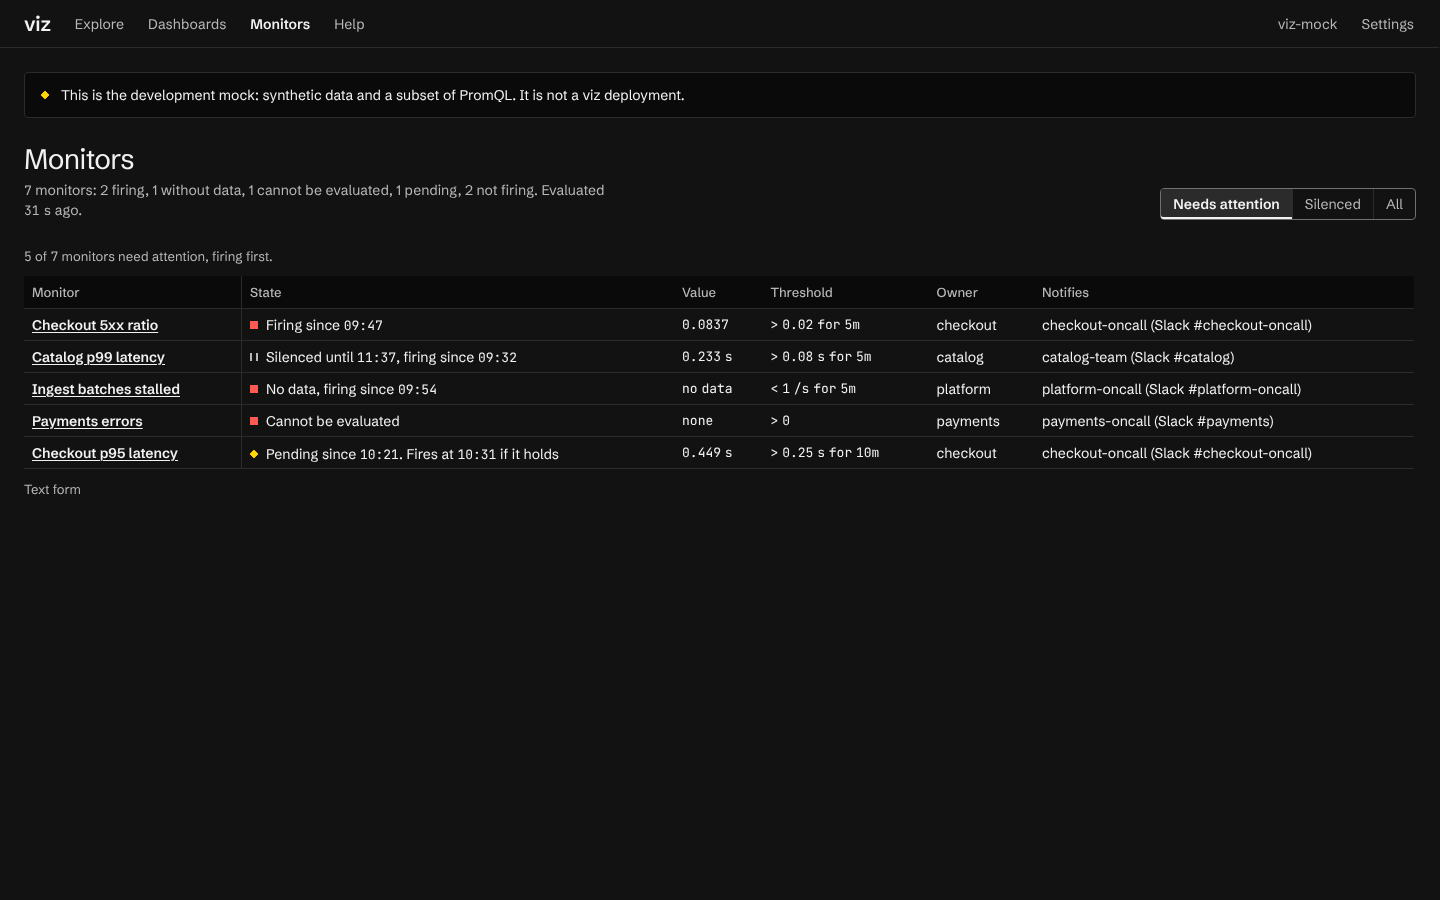 viz Explore Dashboards Monitors Help viz-mock Settings
This is the development mock: synthetic data and a subset of PromQL. It is not a viz deployment.
Monitors
7 monitors: 2 firing, 1 without data, 1 cannot be evaluated, 1 pending, 2 not firing. Evaluated
31 s ago.
Needs attention Silenced All
5 of 7 monitors need attention, firing first.
Monitor State Value Threshold Owner Notifies
Checkout 5xx ratio Firing since 09:47 0.0837 > 0.02 for 5m checkout checkout-oncall (Slack #checkout-oncall)
Catalog p99 latency Silenced until 11:37, firing since 09:32 0.233 s > 0.08 s for 5m catalog catalog-team (Slack #catalog)
Ingest batches stalled No data, firing since 09:54 no data < 1 /s for 5m platform platform-oncall (Slack #platform-oncall)
Payments errors Cannot be evaluated none > 0 payments payments-oncall (Slack #payments)
Checkout p95 latency Pending since 10:21. Fires at 10:31 if it holds 0.449 s > 0.25 s for 10m checkout checkout-oncall (Slack #checkout-oncall)
Text form